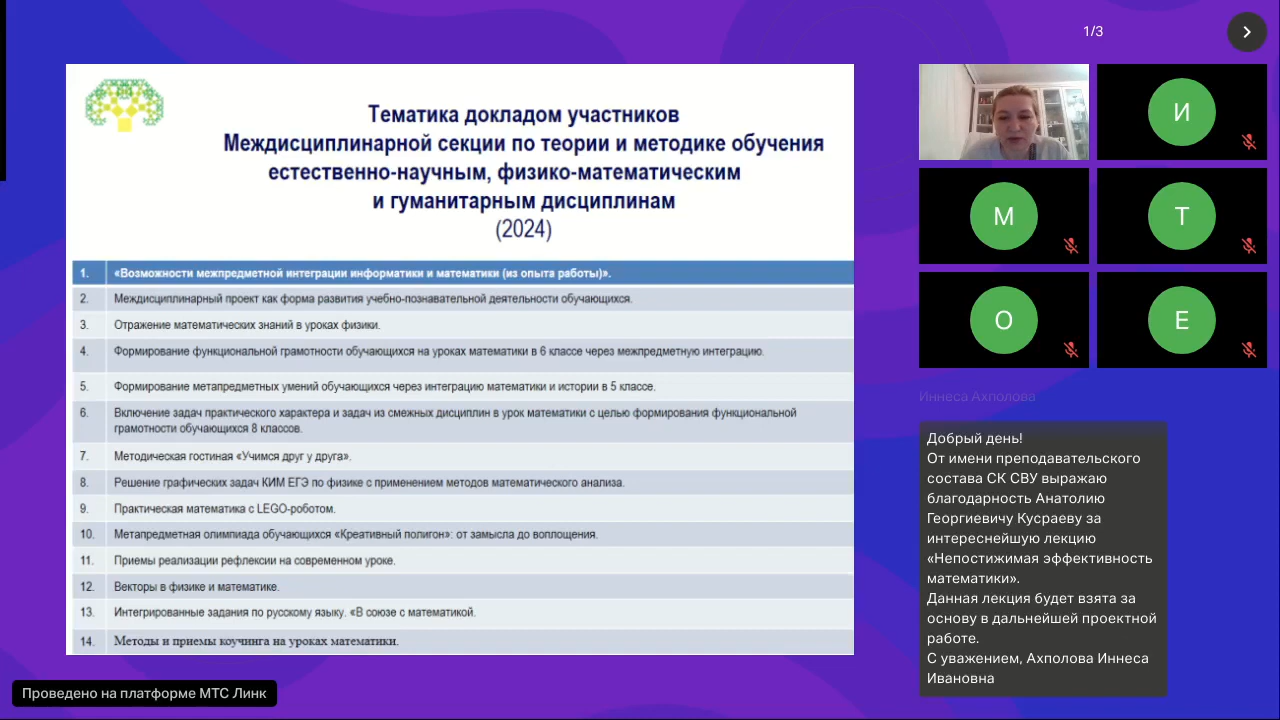 Тематика докладом участников
Междисциплинарной секции по теории и методике обучения
естественно-научным, физико-математическим
и гуманитарным дисциплинам
(2024)
1. «Возможности межпредметной интеграции информатики и математики (из опыта работы)».
2. Междисциплинарный проект как форма развития учебно-познавательной деятельности обучающихся.
3. Отражение математических знаний в уроках физики.
4. Формирование функциональной грамотности обучающихся на уроках математики в 6 классе через межпредметную интеграцию.
5. Формирование метапредметных умений обучающихся через интеграцию математики и истории в 5 классе.
6. Включение задач практического характера и задач из смежных дисциплин в урок математики с целью формирования функциональной
грамотности обучающихся 8 классов.
7. Методическая гостиная «Учимся друг у друга».
8. Решение графических задач КИМ ЕГЭ по физике с применением методов математического анализа.
9. Практическая математика с LEGO-роботом.
10. Метапредметная олимпиада обучающихся «Креативный полигон»: от замысла до воплощения.
11. Приемы реализации рефлексии на современном уроке.
12. Векторы в физике и математике.
13. Интегрированные задания по русскому языку. «В союзе с математикой.
14. Методы и приемы коучинга на уроках математики.
Проведено на платформе МТС Линк
1/3
И
М
Т
О
Е
Иннеса Ахполова
Добрый день!
От имени преподавательского
состава СК СВУ выражаю
благодарность Анатолию
Георгиевичу Кусраеву за
интереснейшую лекцию
«Непостижимая эффективность
математики».
Данная лекция будет взята за
основу в дальнейшей проектной
работе.
С уважением, Ахполова Иннеса
Ивановна